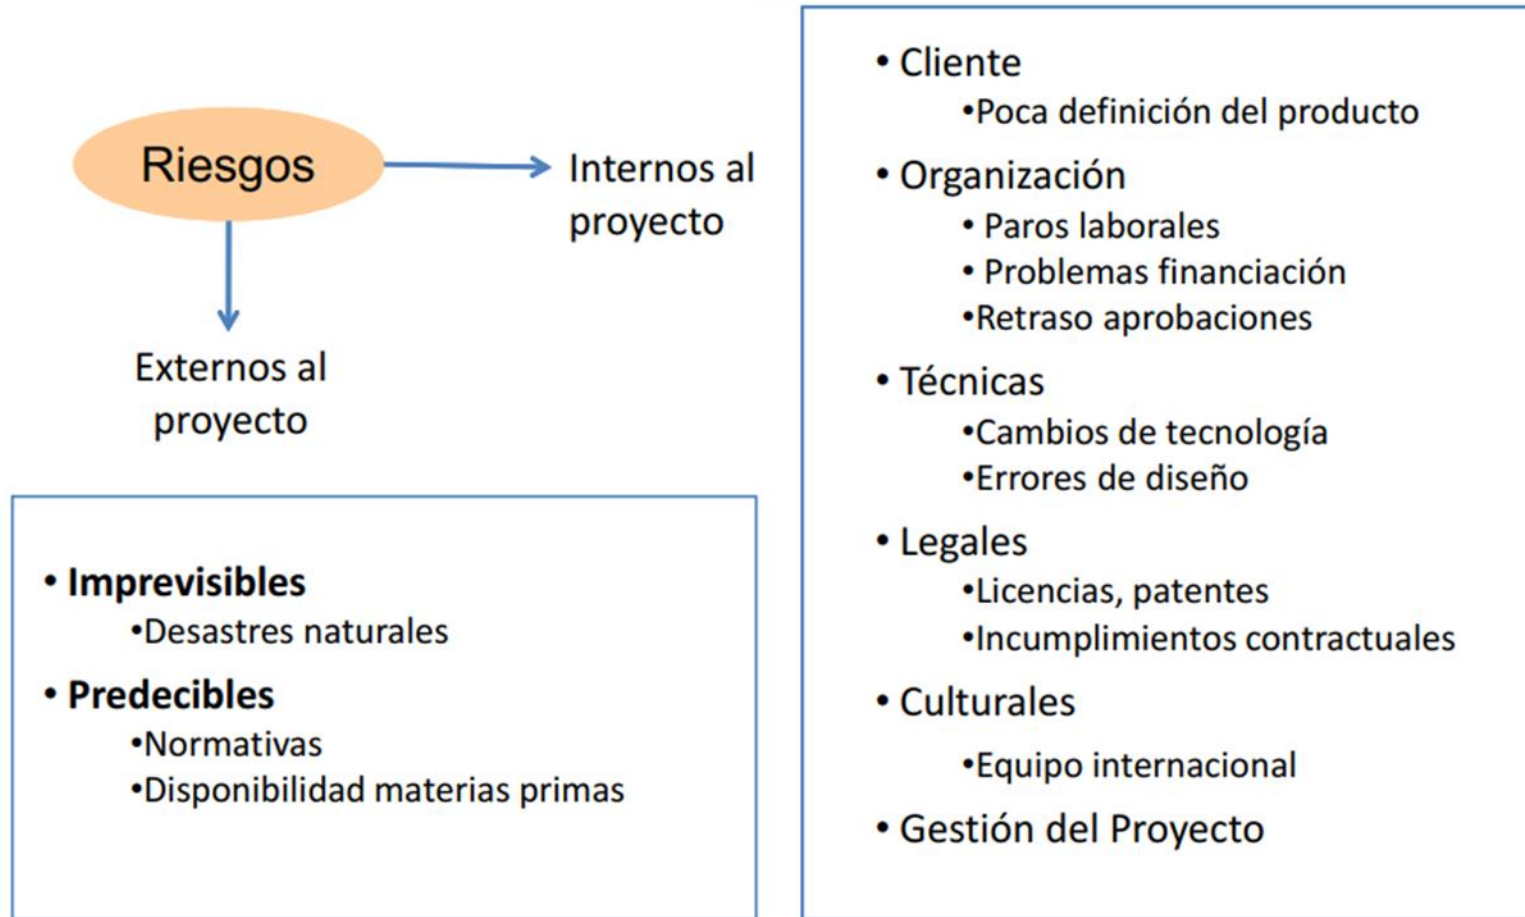 Riesgos
Internos al
proyecto
Externos al
proyecto
• Imprevisibles
•Desastres naturales
• Predecibles
•Normativas
•Disponibilidad materias primas
• Cliente
•Poca definición del producto
• Organización
• Paros laborales
• Problemas financiación
•Retraso aprobaciones
• Técnicas
•Cambios de tecnología
•Errores de diseño
• Legales
•Licencias, patentes
•Incumplimientos contractuales
• Culturales
•Equipo internacional
• Gestión del Proyecto